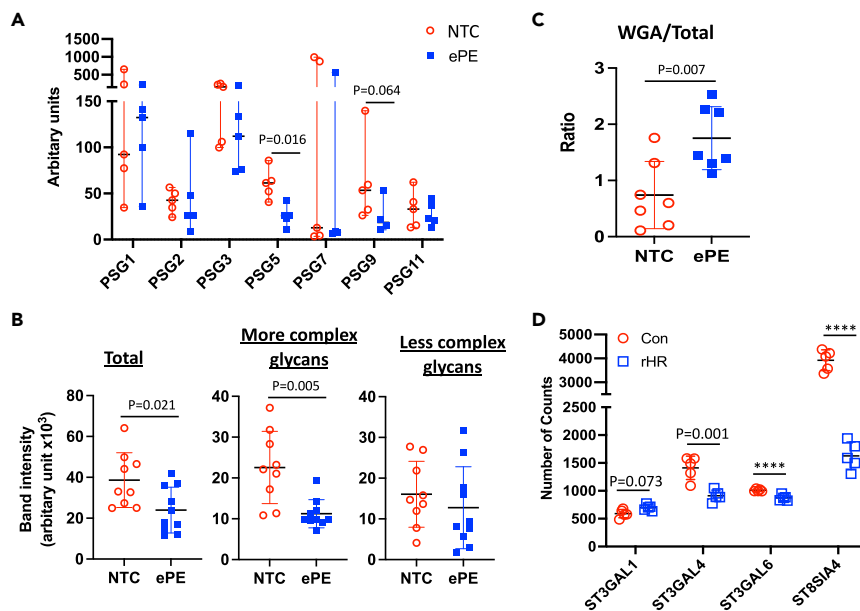 A
NTC
ePE
Arbitary units
1500
1000
500
150
100
50
0
P=0.016
P=0.064
PSG1
PSG2
PSG3
PSG5
PSG7
PSG9
PSG11
C
WGA/Total
P=0.007
Ratio
3
2
1
0
NTC
ePE
B
Total
P=0.021
Band intensity
(arbitary unit x10³)
80
60
40
20
0
NTC
ePE
More complex
glycans
P=0.005
40
30
20
10
0
NTC
ePE
Less complex
glycans
40
30
20
10
0
NTC
ePE
D
Con
rHR
Number of Counts
5000
4000
3000
2000
1500
1000
500
0
P=0.073
P=0.001
****
****
ST3GAL1
ST3GAL4
ST3GAL6
ST8SIA4